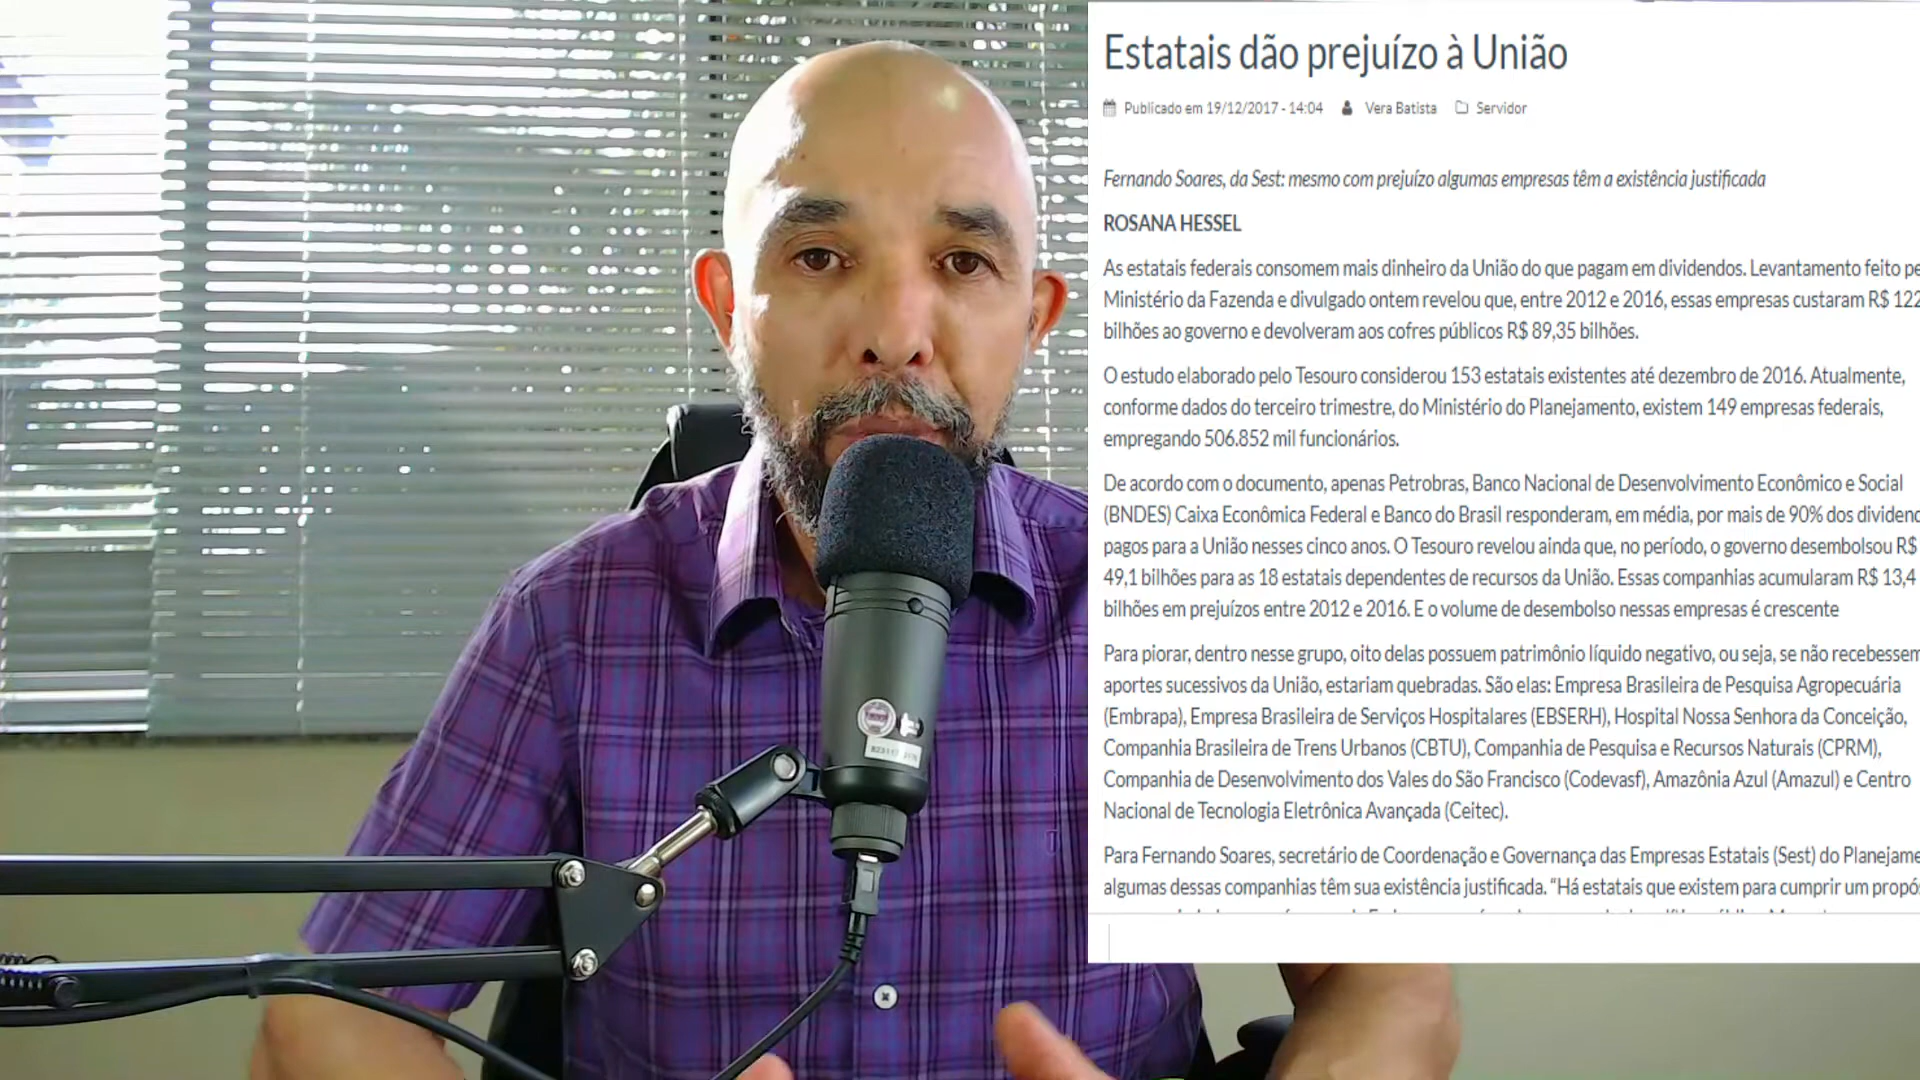 Estatais dão prejuízo à União
Publicado em 19/12/2017 - 14:04 Vera Batista Servidor
Fernando Soares, da Sest: mesmo com prejuízo algumas empresas têm a existência justificada
ROSANA HESSEL
As estatais federais consomem mais dinheiro da União do que pagam em dividendos. Levantamento feito pe
Ministério da Fazenda e divulgado ontem revelou que, entre 2012 e 2016, essas empresas custaram R$ 122
bilhões ao governo e devolveram aos cofres públicos R$ 89,35 bilhões.
O estudo elaborado pelo Tesouro considerou 153 estatais existentes até dezembro de 2016. Atualmente,
conforme dados do terceiro trimestre, do Ministério do Planejamento, existem 149 empresas federais,
empregando 506.852 mil funcionários.
De acordo com o documento, apenas Petrobras, Banco Nacional de Desenvolvimento Econômico e Social
(BNDES) Caixa Econômica Federal e Banco do Brasil responderam, em média, por mais de 90% dos dividend
pagos para a União nesses cinco anos. O Tesouro revelou ainda que, no período, o governo desembolsou R$
49,1 bilhões para as 18 estatais dependentes de recursos da União. Essas companhias acumularam R$ 13,4
bilhões em prejuízos entre 2012 e 2016. E o volume de desembolso nessas empresas é crescente
Para piorar, dentro nesse grupo, oito delas possuem patrimônio líquido negativo, ou seja, se não recebessem
aportes sucessivos da União, estariam quebradas. São elas: Empresa Brasileira de Pesquisa Agropecuária
(Embrapa), Empresa Brasileira de Serviços Hospitalares (EBSERH), Hospital Nossa Senhora da Conceição,
Companhia Brasileira de Trens Urbanos (CBTU), Companhia de Pesquisa e Recursos Naturais (CPRM),
Companhia de Desenvolvimento dos Vales do São Francisco (Codevasf), Amazônia Azul (Amazul) e Centro
Nacional de Tecnologia Eletrônica Avançada (Ceitec).
Para Fernando Soares, secretário de Coordenação e Governança das Empresas Estatais (Sest) do Planejame
algumas dessas companhias têm sua existência justificada. “Há estatais que existem para cumprir um propós